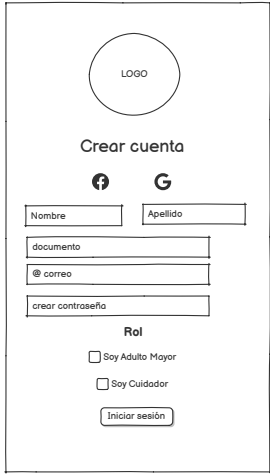 LOGO
Crear cuenta
Nombre
Apellido
documento
@ correo
crear contraseña
Rol
Soy Adulto Mayor
Soy Cuidador
Iniciar sesión